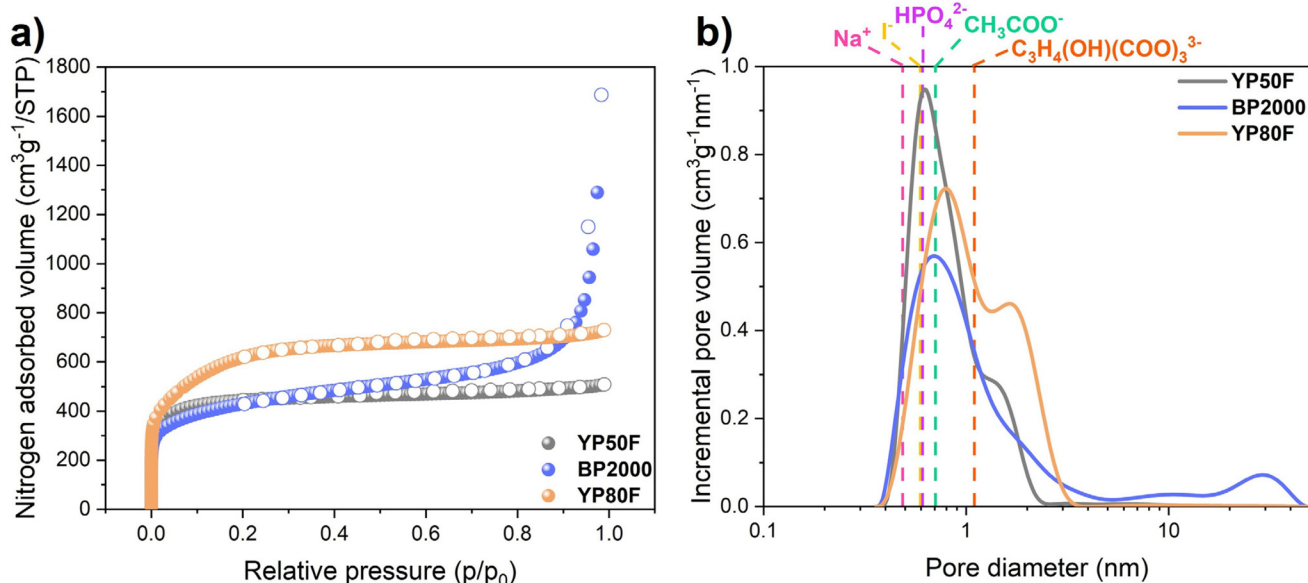 a)
Nitrogen adsorbed volume (cm³g⁻¹/STP)
1800
1600
1400
1200
1000
800
600
400
200
0
0.0 0.2 0.4 0.6 0.8 1.0
Relative pressure (p/p₀)
YP50F
BP2000
YP80F
b)
Na⁺
I⁻
HPO₄²⁻
CH₃COO⁻
C₃H₄(OH)(COO)₃³⁻
Incremental pore volume (cm³g⁻¹nm⁻¹)
1.0
0.8
0.6
0.4
0.2
0.0
0.1 1 10
Pore diameter (nm)
YP50F
BP2000
YP80F